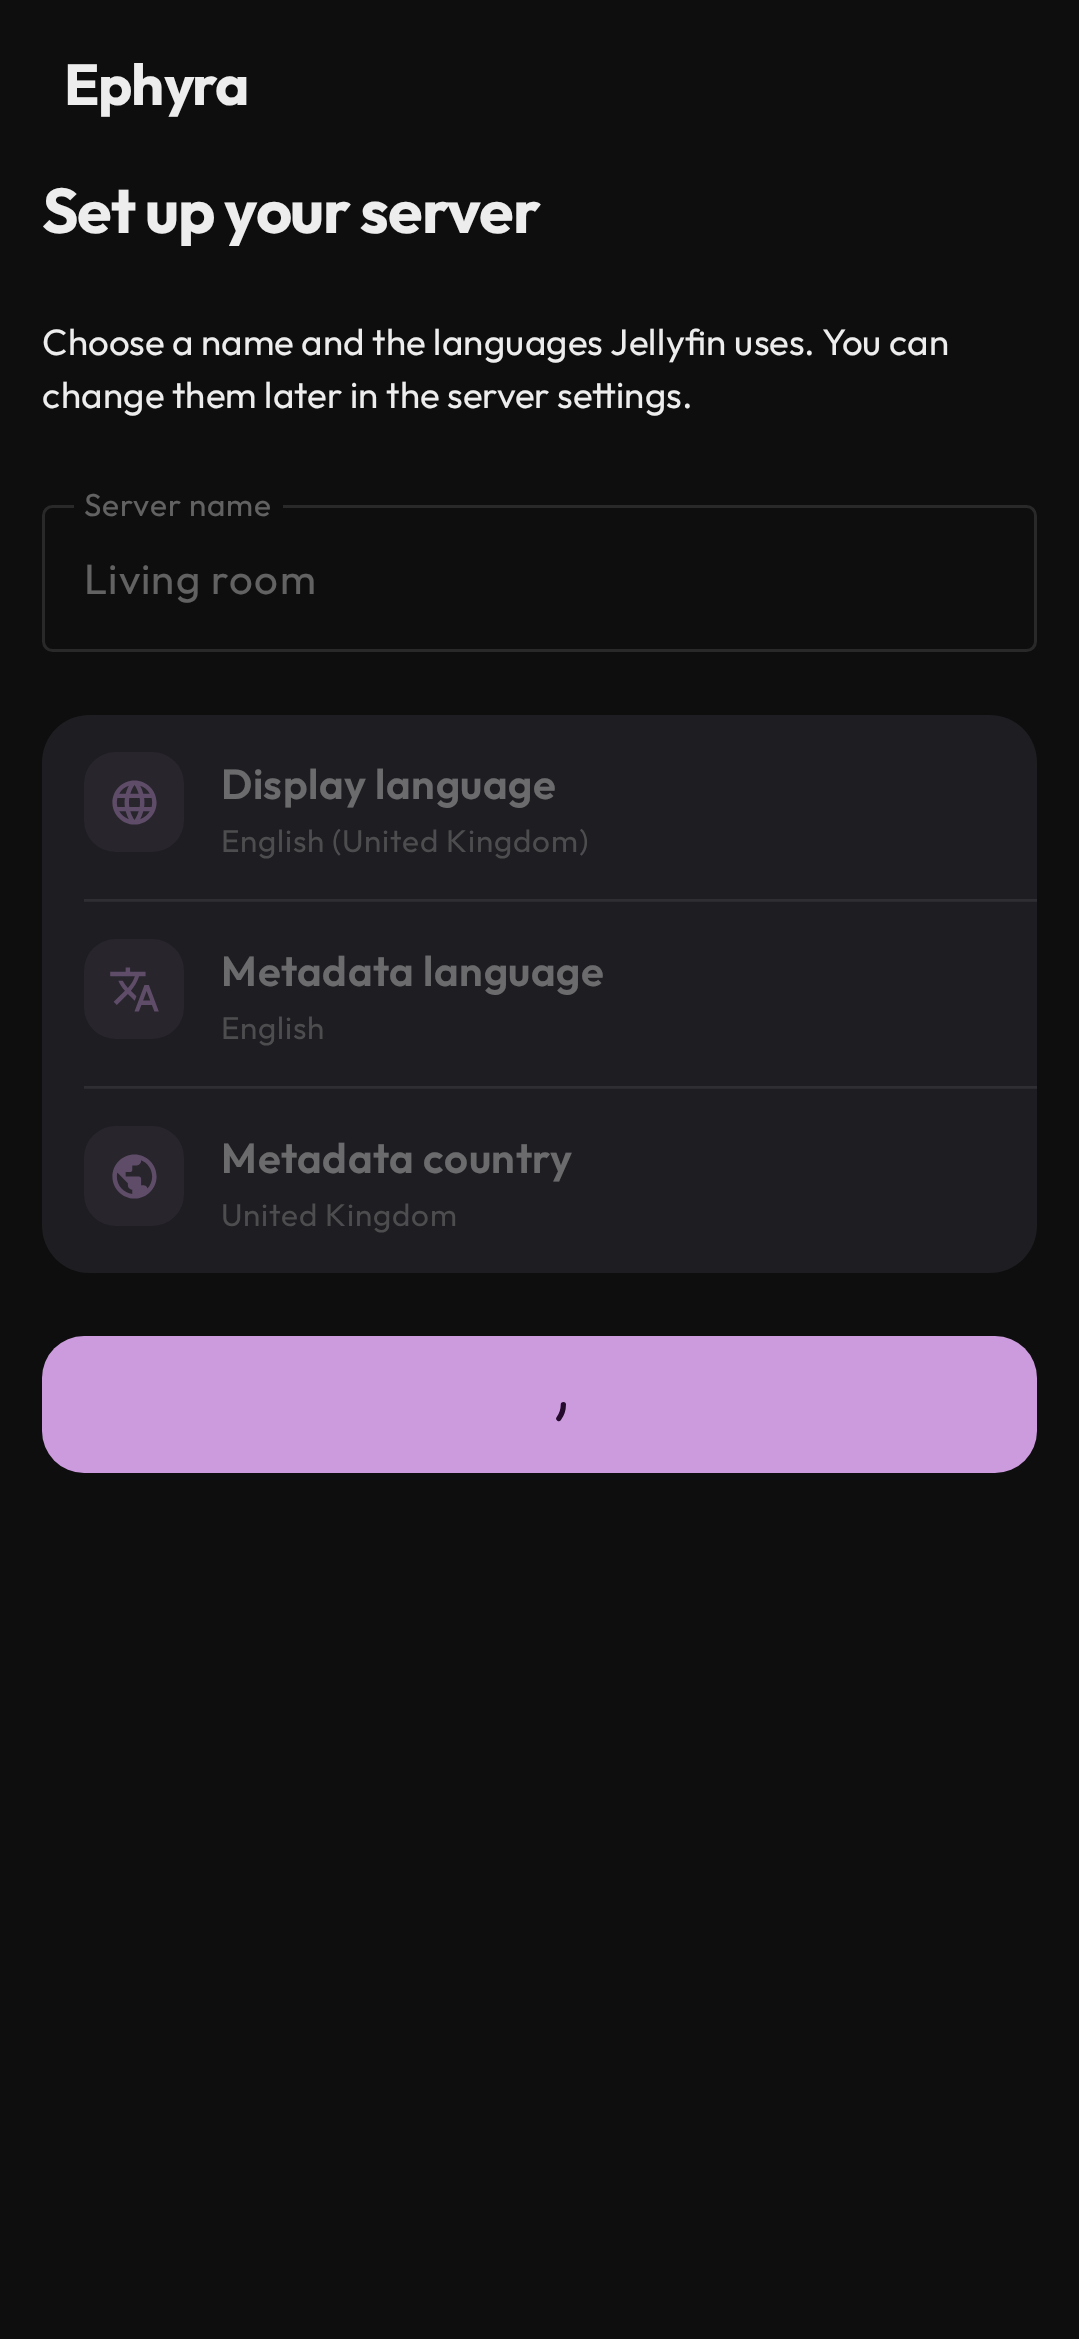 Ephyra
Set up your server
Choose a name and the languages Jellyfin uses. You can
change them later in the server settings.
Server name
Living room
Display language
English (United Kingdom)
Metadata language
English
Metadata country
United Kingdom